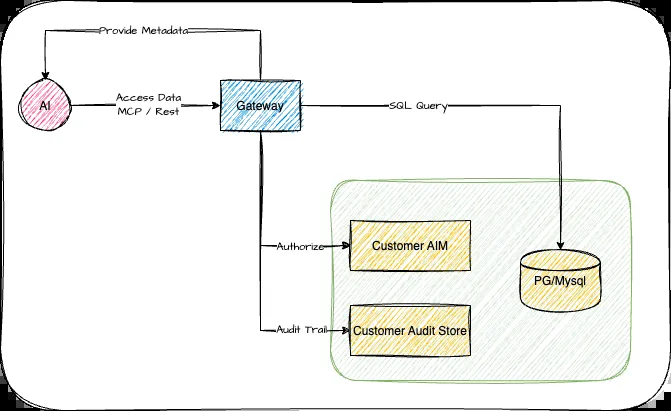 Provide Metadata
AI
Access Data
MCP / Rest
Gateway
SQL Query
Authorize
Customer AIM
PG/Mysql
Audit Trail
Customer Audit Store